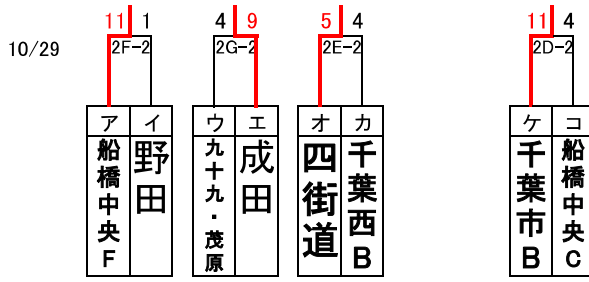 11 1 4 9 5 4 11 4
10/29 2F-2 2G-2 2E-2 2D-2
ア イ ウ エ オ カ ケ コ
船橋中央F
野田
九十九・茂原
成田
四街道
千葉西B
千葉市B
船橋中央C